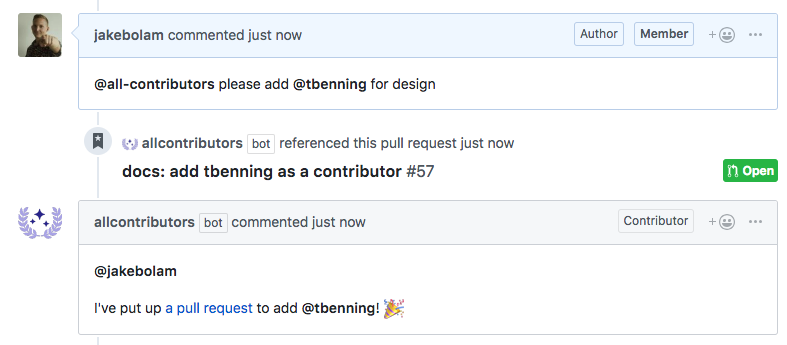 jakebolam commented just now Author Member
@all-contributors please add @tbenning for design
allcontributors bot referenced this pull request just now
docs: add tbenning as a contributor #57 Open
allcontributors bot commented just now Contributor
@jakebolam
I've put up a pull request to add @tbenning! 🎉